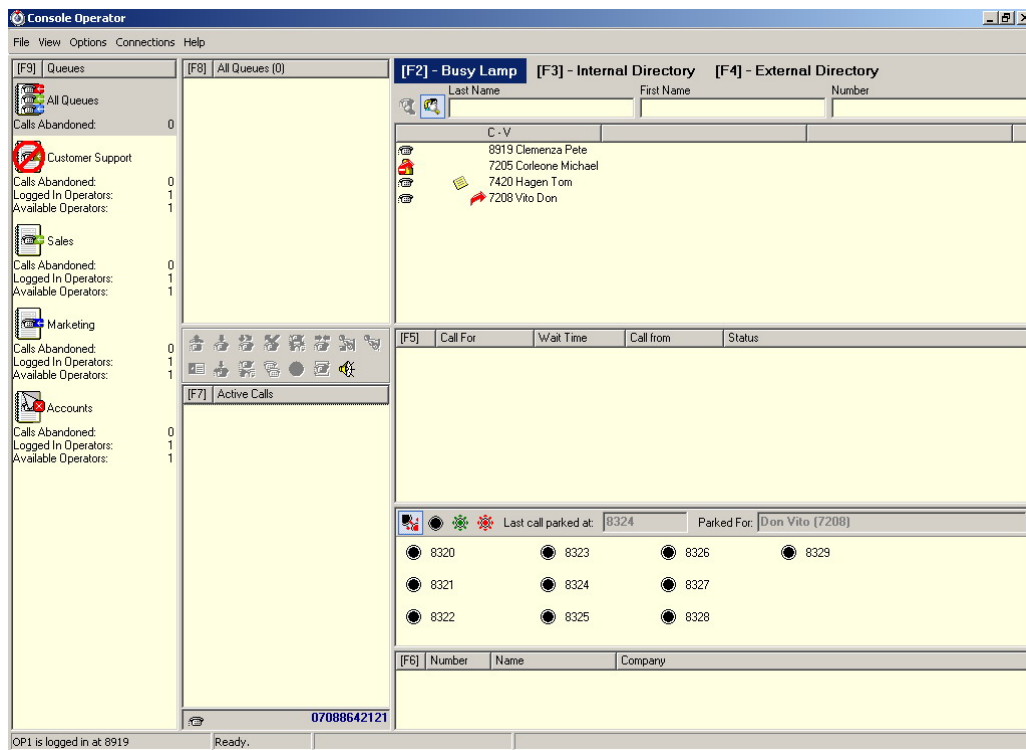 Console Operator
File View Options Connections Help
[F9] Queues
All Queues
Calls Abandoned: 0
Customer Support
Calls Abandoned: 0
Logged In Operators: 1
Available Operators: 1
Sales
Calls Abandoned: 0
Logged In Operators: 1
Available Operators: 1
Marketing
Calls Abandoned: 0
Logged In Operators: 1
Available Operators: 1
Accounts
Calls Abandoned: 0
Logged In Operators: 1
Available Operators: 1
[F8] All Queues (0)
[F7] Active Calls
07088642121
[F2] - Busy Lamp [F3] - Internal Directory [F4] - External Directory
Last Name First Name Number
C - V
8919 Clemenza Pete
7205 Corleone Michael
7420 Hagen Tom
7208 Vito Don
[F5] Call For Wait Time Call from Status
Last call parked at: 8324 Parked For: Don Vito (7208)
8320 8323 8326 8329
8321 8324 8327
8322 8325 8328
[F6] Number Name Company
OP1 is logged in at 8919 Ready.